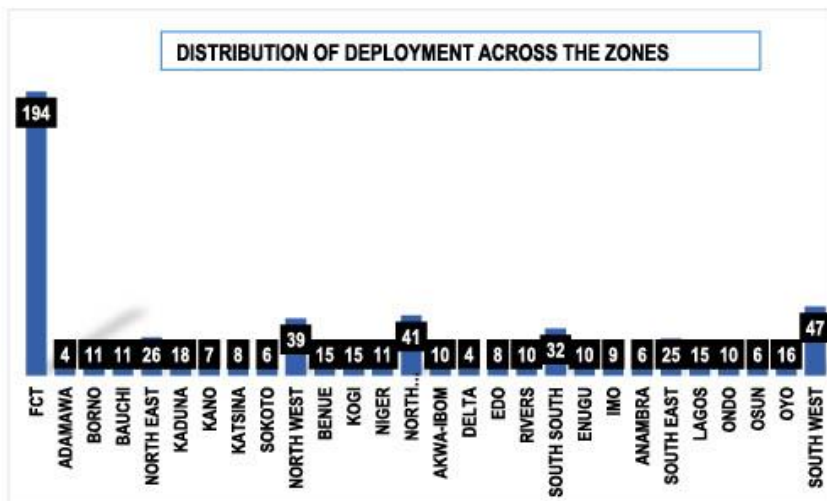 DISTRIBUTION OF DEPLOYMENT ACROSS THE ZONES
194
4
11
11
26
18
7
8
6
39
15
15
11
41
10
4
8
10
32
10
9
6
25
15
10
6
16
47
FCT
ADAMAWA
BORNO
BAUCHI
NORTH EAST
KADUNA
KANO
KATSINA
SOKOTO
NORTH WEST
BENUE
KOGI
NIGER
NORTH...
AKWA-IBOM
DELTA
EDO
RIVERS
SOUTH SOUTH
ENUGU
IMO
ANAMBRA
SOUTH EAST
LAGOS
ONDO
OSUN
OYO
SOUTH WEST